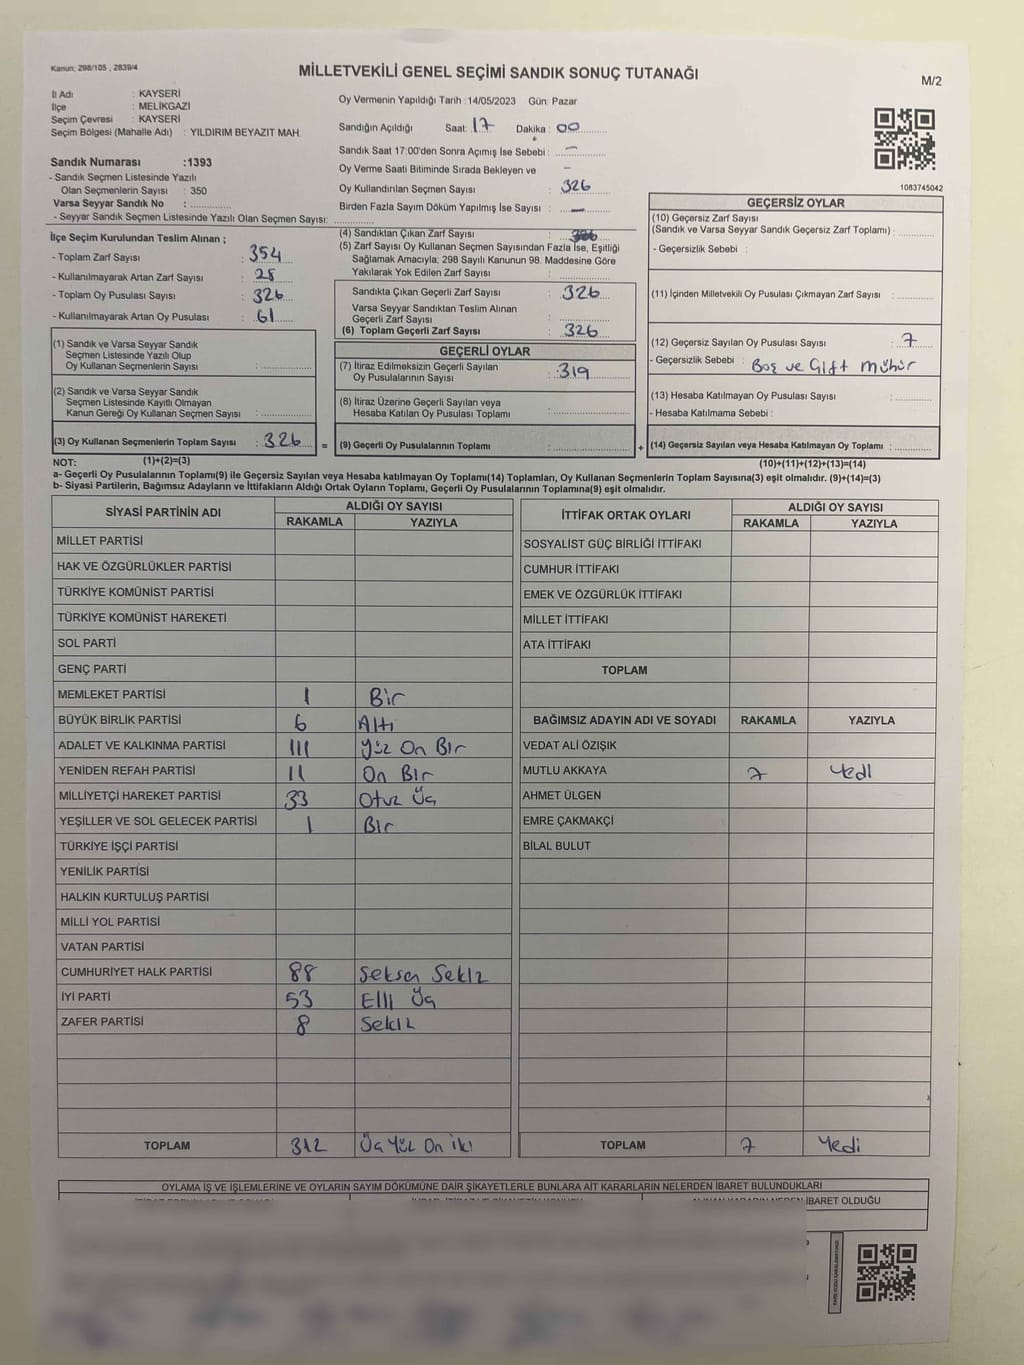 Kanun; 298/105 , 2839/4
MİLLETVEKİLİ GENEL SEÇİMİ SANDIK SONUÇ TUTANAĞI
M/2
İl Adı : KAYSERİ
İlçe : MELİKGAZİ
Seçim Çevresi : KAYSERİ
Seçim Bölgesi (Mahalle Adı) : YILDIRIM BEYAZIT MAH.
Sandık Numarası :1393
- Sandık Seçmen Listesinde Yazılı
Olan Seçmenlerin Sayısı : 350
Varsa Seyyar Sandık No :
- Seyyar Sandık Seçmen Listesinde Yazılı Olan Seçmen Sayısı:
İlçe Seçim Kurulundan Teslim Alınan ;
- Toplam Zarf Sayısı : 354
- Kullanılmayarak Artan Zarf Sayısı : 28
- Toplam Oy Pusulası Sayısı : 326
- Kullanılmayarak Artan Oy Pusulası : 61
(1) Sandık ve Varsa Seyyar Sandık
Seçmen Listesinde Yazılı Olup
Oy Kullanan Seçmenlerin Sayısı :
(2) Sandık ve Varsa Seyyar Sandık
Seçmen Listesinde Kayıtlı Olmayan
Kanun Gereği Oy Kullanan Seçmen Sayısı :
(3) Oy Kullanan Seçmenlerin Toplam Sayısı : 326 =
Oy Vermenin Yapıldığı Tarih :14/05/2023 Gün: Pazar
Sandığın Açıldığı Saat: 17 Dakika : 00
Sandık Saat 17:00'den Sonra Açımış İse Sebebi : -
Oy Verme Saati Bitiminde Sırada Bekleyen ve -
Oy Kullandırılan Seçmen Sayısı : 326
Birden Fazla Sayım Döküm Yapılmış İse Sayısı : -
(4) Sandıktan Çıkan Zarf Sayısı :
(5) Zarf Sayısı Oy Kullanan Seçmen Sayısından Fazla İse, Eşitliği
Sağlamak Amacıyla; 298 Sayılı Kanunun 98. Maddesine Göre
Yakılarak Yok Edilen Zarf Sayısı :
Sandıkta Çıkan Geçerli Zarf Sayısı : 326
Varsa Seyyar Sandıktan Teslim Alınan
Geçerli Zarf Sayısı :
(6) Toplam Geçerli Zarf Sayısı : 326
GEÇERLİ OYLAR
(7) İtiraz Edilmeksizin Geçerli Sayılan
Oy Pusulalarının Sayısı : 319
(8) İtiraz Üzerine Geçerli Sayılan veya
Hesaba Katılan Oy Pusulası Toplamı :
(9) Geçerli Oy Pusulalarının Toplamı : +
1083745042
GEÇERSİZ OYLAR
(10) Geçersiz Zarf Sayısı
(Sandık ve Varsa Seyyar Sandık Geçersiz Zarf Toplamı) :
- Geçersizlik Sebebi :
(11) İçinden Milletvekili Oy Pusulası Çıkmayan Zarf Sayısı :
(12) Geçersiz Sayılan Oy Pusulası Sayısı : 7
- Geçersizlik Sebebi : Boş ve Çift Mühür
(13) Hesaba Katılmayan Oy Pusulası Sayısı :
- Hesaba Katılmama Sebebi :
(14) Geçersiz Sayılan veya Hesaba Katılmayan Oy Toplamı :
NOT: (1)+(2)=(3) (10)+(11)+(12)+(13)=(14)
a- Geçerli Oy Pusulalarının Toplamı(9) ile Geçersiz Sayılan veya Hesaba katılmayan Oy Toplamı(14) Toplamları, Oy Kullanan Seçmenlerin Toplam Sayısına(3) eşit olmalıdır. (9)+(14)=(3)
b- Siyasi Partilerin, Bağımsız Adayların ve İttifakların Aldığı Ortak Oyların Toplamı, Geçerli Oy Pusulalarının Toplamına(9) eşit olmalıdır.
SİYASİ PARTİNİN ADI ALDIĞI OY SAYISI
RAKAMLA YAZIYLA
MİLLET PARTİSİ
HAK VE ÖZGÜRLÜKLER PARTİSİ
TÜRKİYE KOMÜNİST PARTİSİ
TÜRKİYE KOMÜNİST HAREKETİ
SOL PARTİ
GENÇ PARTİ
MEMLEKET PARTİSİ 1 Bir
BÜYÜK BİRLİK PARTİSİ 6 Altı
ADALET VE KALKINMA PARTİSİ 111 Yüz On Bir
YENİDEN REFAH PARTİSİ 11 On Bir
MİLLİYETÇİ HAREKET PARTİSİ 33 Otuz Üç
YEŞİLLER VE SOL GELECEK PARTİSİ 1 Bir
TÜRKİYE İŞÇİ PARTİSİ
YENİLİK PARTİSİ
HALKIN KURTULUŞ PARTİSİ
MİLLİ YOL PARTİSİ
VATAN PARTİSİ
CUMHURİYET HALK PARTİSİ 88 Seksen Sekiz
İYİ PARTİ 53 Elli Üç
ZAFER PARTİSİ 8 Sekiz
TOPLAM 312 Üç Yüz On iki
İTTİFAK ORTAK OYLARI ALDIĞI OY SAYISI
RAKAMLA YAZIYLA
SOSYALİST GÜÇ BİRLİĞİ İTTİFAKI
CUMHUR İTTİFAKI
EMEK VE ÖZGÜRLÜK İTTİFAKI
MİLLET İTTİFAKI
ATA İTTİFAKI
TOPLAM
BAĞIMSIZ ADAYIN ADI VE SOYADI RAKAMLA YAZIYLA
VEDAT ALİ ÖZIŞIK
MUTLU AKKAYA 7 Yedi
AHMET ÜLGEN
EMRE ÇAKMAKÇİ
BİLAL BULUT
TOPLAM 7 Yedi
OYLAMA İŞ VE İŞLEMLERİNE VE OYLARIN SAYIM DÖKÜMÜNE DAİR ŞİKAYETLERLE BUNLARA AİT KARARLARIN NELERDEN İBARET BULUNDUKLARI
İBARET OLDUĞU